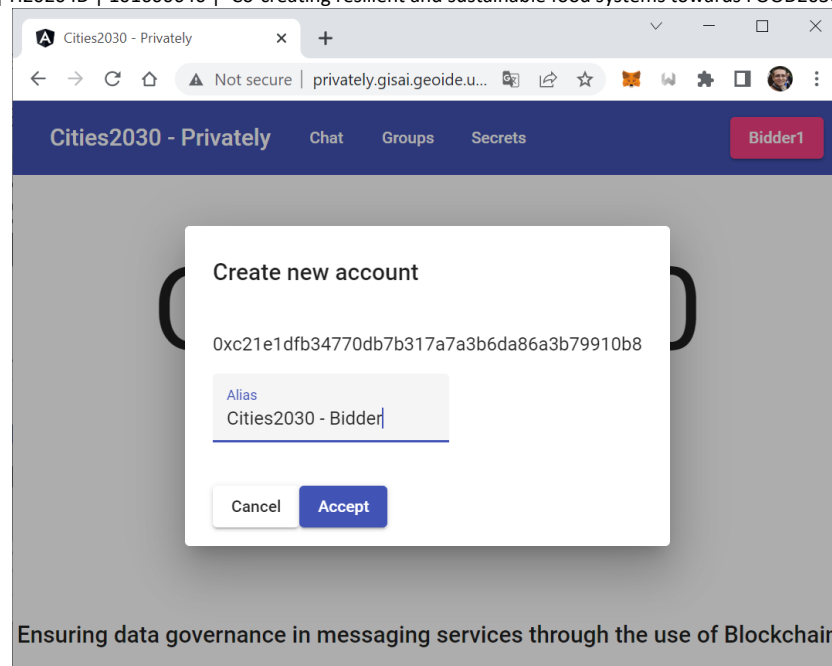 Cities2030 - Privately
Not secure | privately.gisai.geoide.u...
Cities2030 - Privately Chat Groups Secrets Bidder1
Create new account
0xc21e1dfb34770db7b317a7a3b6da86a3b79910b8
Alias
Cities2030 - Bidder
Cancel Accept
Ensuring data governance in messaging services through the use of Blockchain